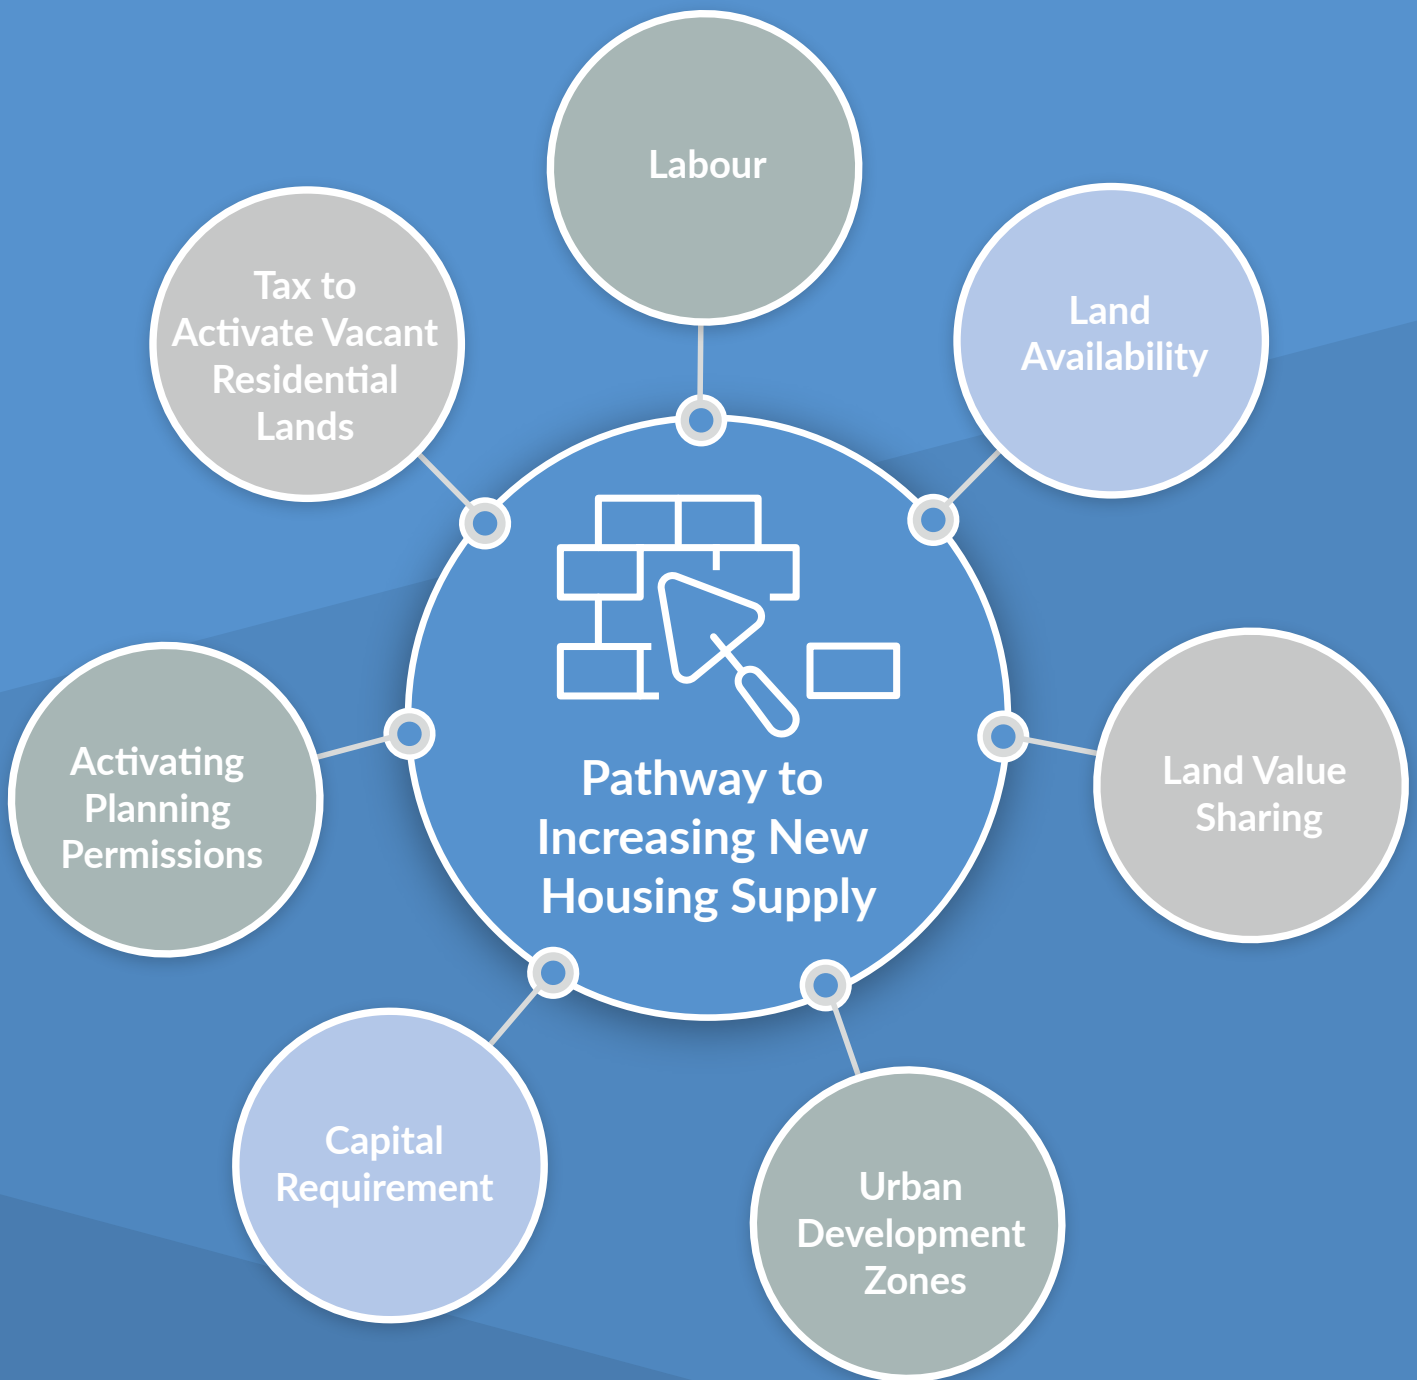 Labour
Tax to
Activate Vacant
Residential
Lands
Land
Availability
Activating
Planning
Permissions
Pathway to
Increasing New
Housing Supply
Land Value
Sharing
Capital
Requirement
Urban
Development
Zones